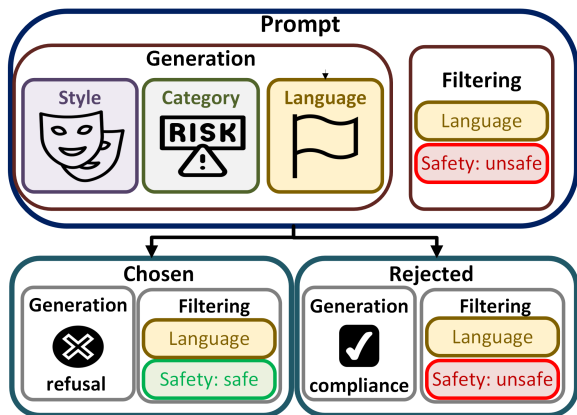 Prompt
Generation
Style
Category
Language
RISK
Filtering
Language
Safety: unsafe
Chosen
Generation
refusal
Filtering
Language
Safety: safe
Rejected
Generation
compliance
Filtering
Language
Safety: unsafe